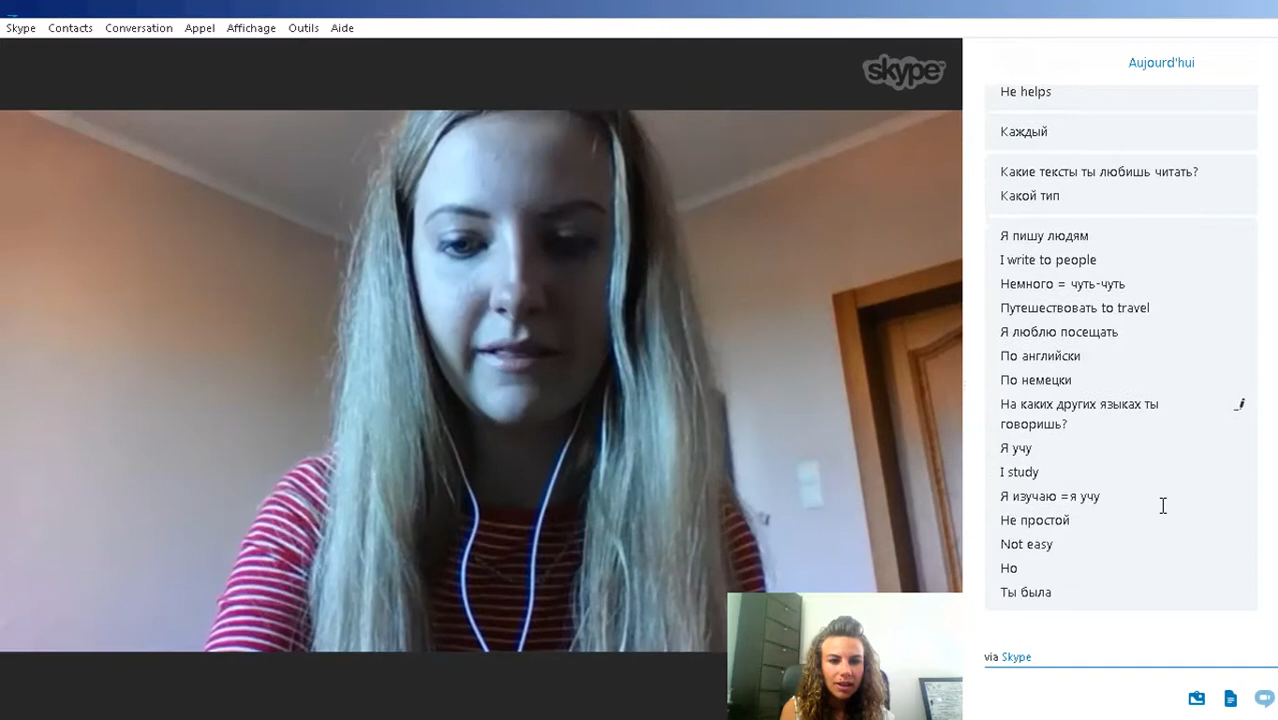 Skype Contacts Conversation Appel Affichage Outils Aide
skype
Aujourd'hui
He helps
Каждый
Какие тексты ты любишь читать?
Какой тип
Я пишу людям
I write to people
Немного = чуть-чуть
Путешествовать to travel
Я люблю посещать
По английски
По немецки
На каких других языках ты
говоришь?
Я учу
I study
Я изучаю =я учу
Не простой
Not easy
Но
Ты была
via Skype